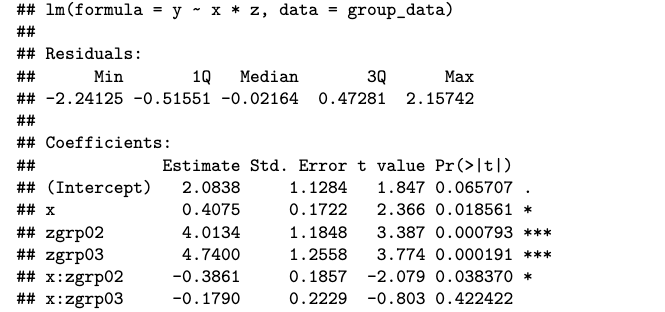 ## lm(formula = y ~ x * z, data = group_data)
##
## Residuals:
##      Min       1Q   Median       3Q      Max
## -2.24125 -0.51551 -0.02164  0.47281  2.15742
##
## Coefficients:
##             Estimate Std. Error t value Pr(>|t|)
## (Intercept)   2.0838     1.1284   1.847 0.065707 .
## x             0.4075     0.1722   2.366 0.018561 *
## zgrp02        4.0134     1.1848   3.387 0.000793 ***
## zgrp03        4.7400     1.2558   3.774 0.000191 ***
## x:zgrp02     -0.3861     0.1857  -2.079 0.038370 *
## x:zgrp03     -0.1790     0.2229  -0.803 0.422422